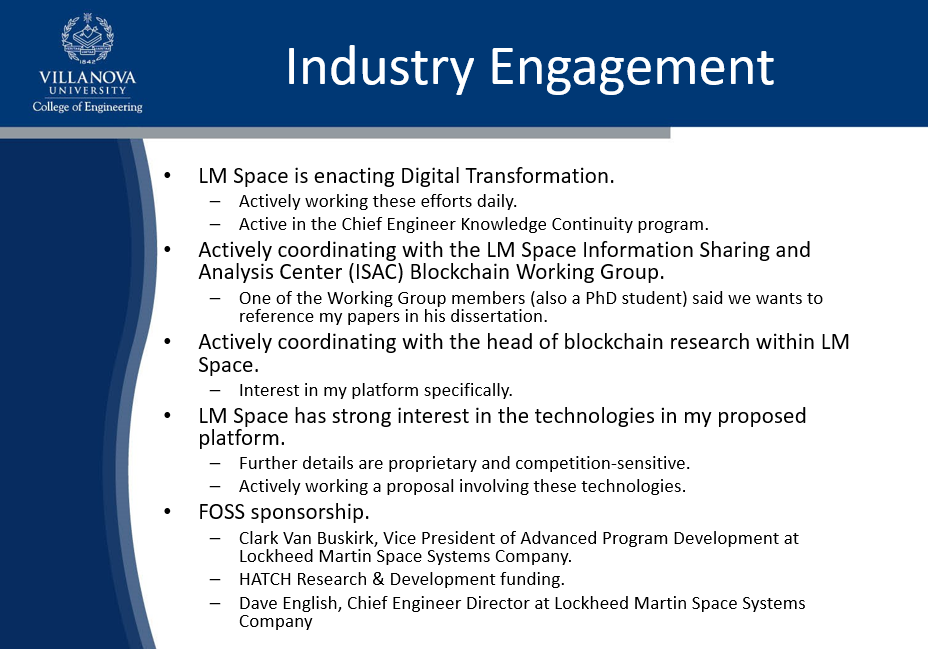 1842
VILLANOVA
UNIVERSITY
College of Engineering
Industry Engagement
• LM Space is enacting Digital Transformation.
– Actively working these efforts daily.
– Active in the Chief Engineer Knowledge Continuity program.
• Actively coordinating with the LM Space Information Sharing and
Analysis Center (ISAC) Blockchain Working Group.
– One of the Working Group members (also a PhD student) said we wants to
reference my papers in his dissertation.
• Actively coordinating with the head of blockchain research within LM
Space.
– Interest in my platform specifically.
• LM Space has strong interest in the technologies in my proposed
platform.
– Further details are proprietary and competition-sensitive.
– Actively working a proposal involving these technologies.
• FOSS sponsorship.
– Clark Van Buskirk, Vice President of Advanced Program Development at
Lockheed Martin Space Systems Company.
– HATCH Research & Development funding.
– Dave English, Chief Engineer Director at Lockheed Martin Space Systems
Company